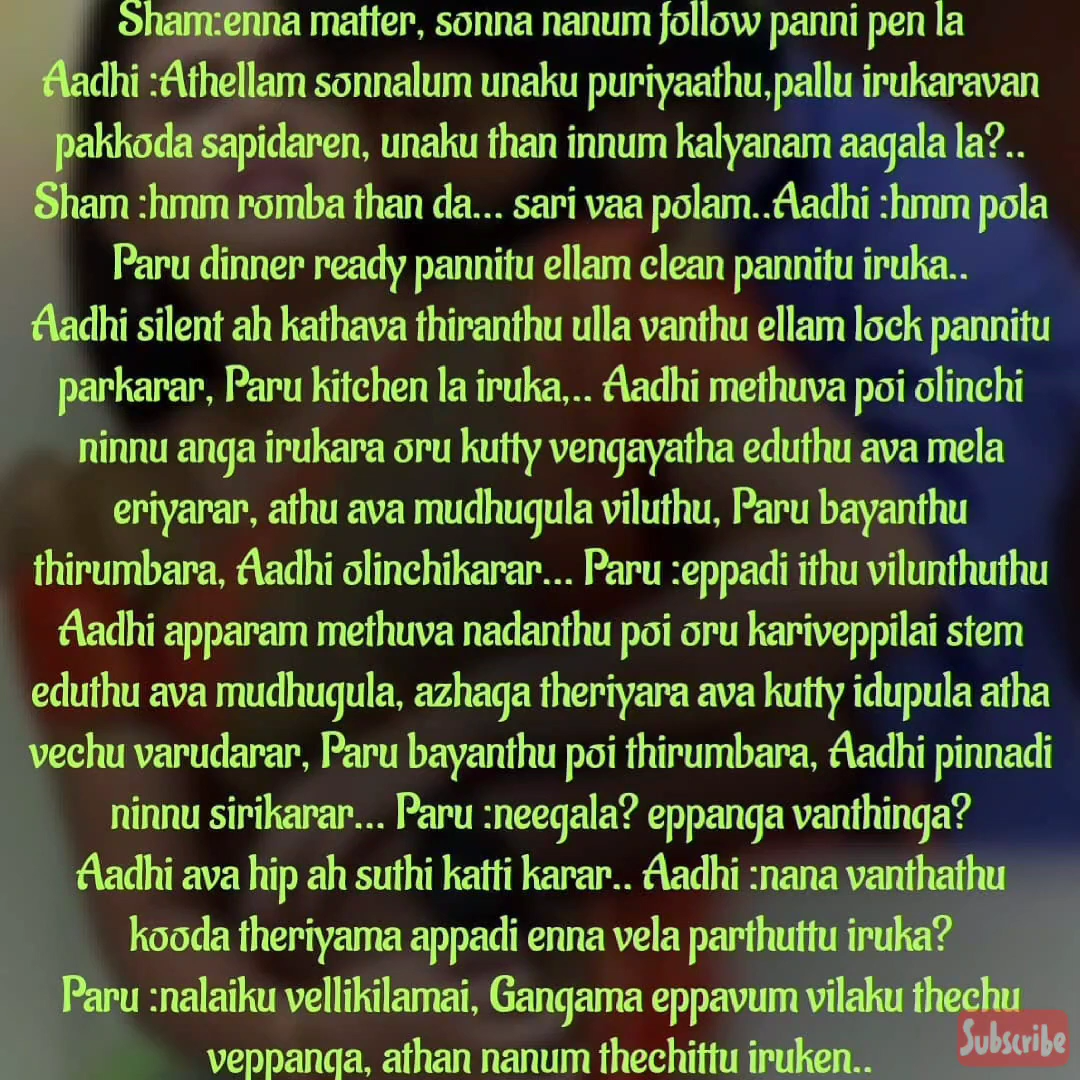 Sham:enna matter, sonna nanum follow panni pen la
Aadhi :Athellam sonnalum unaku puriyaathu,pallu irukaravan
pakkoda sapidaren, unaku than innum kalyanam aagala la?..
Sham :hmm romba than da... sari vaa polam..Aadhi :hmm pola
Paru dinner ready pannitu ellam clean pannitu iruka..
Aadhi silent ah kathava thiranthu ulla vanthu ellam lock pannitu
parkarar, Paru kitchen la iruka,.. Aadhi methuva poi olinchi
ninnu anga irukara oru kutty vengayatha eduthu ava mela
eriyarar, athu ava mudhugula viluthu, Paru bayanthu
thirumbara, Aadhi olinchikarar... Paru :eppadi ithu vilunthuthu
Aadhi apparam methuva nadanthu poi oru kariveppilai stem
eduthu ava mudhugula, azhaga theriyara ava kutty idupula atha
vechu varudarar, Paru bayanthu poi thirumbara, Aadhi pinnadi
ninnu sirikarar... Paru :neegala? eppanga vanthinga?
Aadhi ava hip ah suthi katti karar.. Aadhi :nana vanthathu
kooda theriyama appadi enna vela parthuttu iruka?
Paru :nalaiku vellikilamai, Gangama eppavum vilaku thechu
veppanga, athan nanum thechittu iruken..
Subscribe